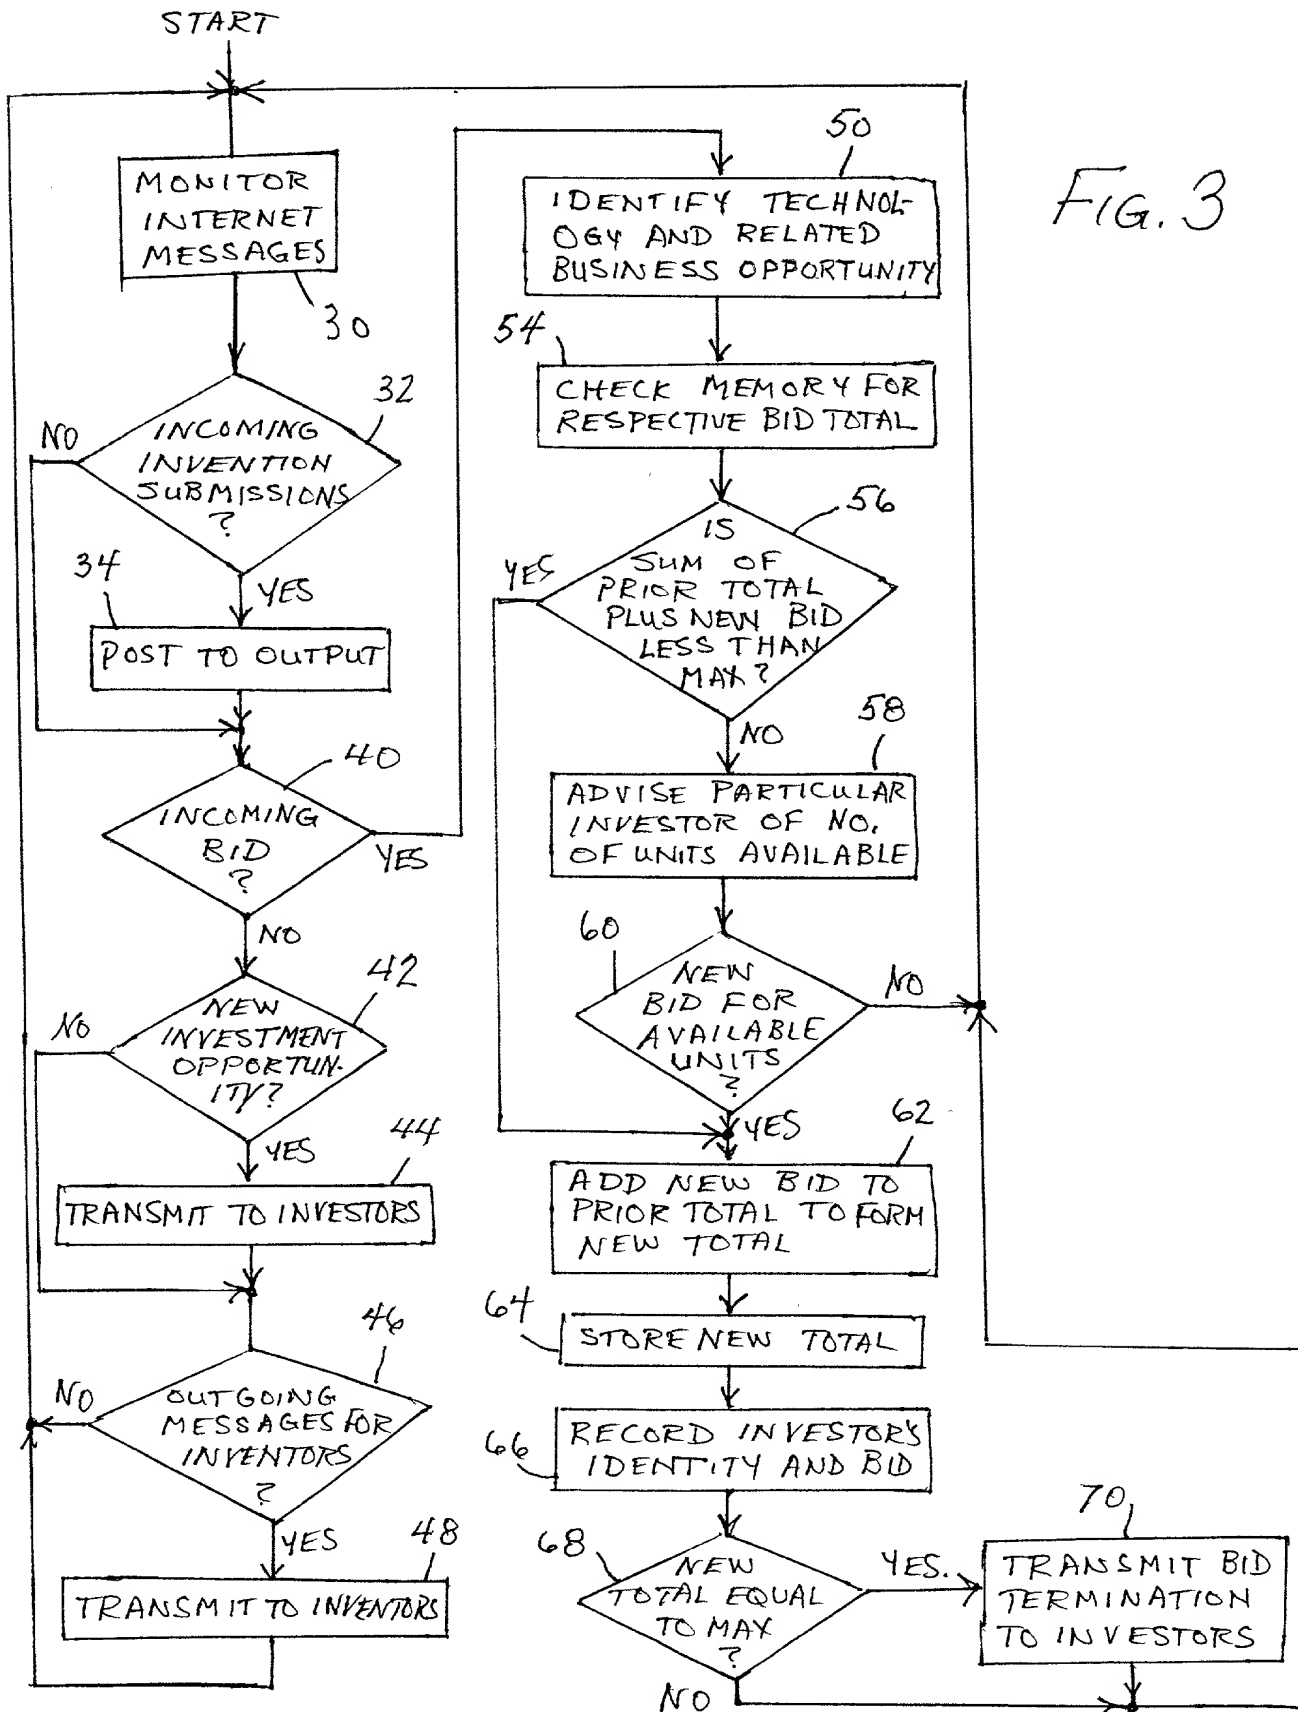 START
MONITOR
INTERNET
MESSAGES
30
32
NO
INCOMING
INVENTION
SUBMISSIONS
?
YES
34
POST TO OUTPUT
40
INCOMING
BID
?
YES
NO
42
NO
NEW
INVESTMENT
OPPORTUN-
ITY?
YES
44
TRANSMIT TO INVESTORS
46
NO
OUTGOING
MESSAGES FOR
INVENTORS
?
YES
48
TRANSMIT TO INVENTORS
50
IDENTIFY TECHNOL-
OGY AND RELATED
BUSINESS OPPORTUNITY
54
CHECK MEMORY FOR
RESPECTIVE BID TOTAL
56
YES
IS
SUM OF
PRIOR TOTAL
PLUS NEW BID
LESS THAN
MAX?
NO
58
ADVISE PARTICULAR
INVESTOR OF NO.
OF UNITS AVAILABLE
60
NEW
BID FOR
AVAILABLE
UNITS
?
NO
YES
62
ADD NEW BID TO
PRIOR TOTAL TO FORM
NEW TOTAL
64
STORE NEW TOTAL
66
RECORD INVESTOR'S
IDENTITY AND BID
68
NEW
TOTAL EQUAL
TO MAX
?
YES.
NO
70
TRANSMIT BID
TERMINATION
TO INVESTORS
FIG. 3